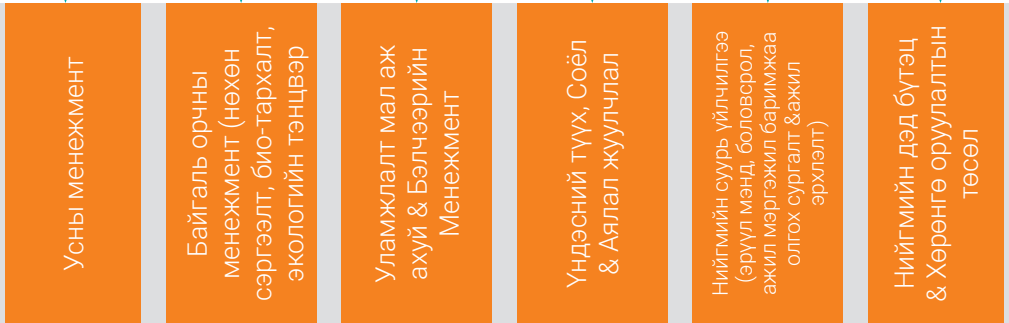 Усны менежмент
Байгаль орчны
менежмент (нөхөн
сэргээлт, био-тархалт,
экологийн тэнцвэр
Уламжлалт мал аж
ахуй & Бэлчээрийн
Менежмент
Үндэсний түүх, Соёл
& Аялал жуулчлал
Нийгмийн суурь үйлчилгээ
(эрүүл мэнд, боловсрол,
ажил мэргэжил баримжаа
олгох сургалт &ажил
эрхлэлт)
Нийгмийн дэд бүтэц
& Хөрөнгө оруулалтын
төсөл